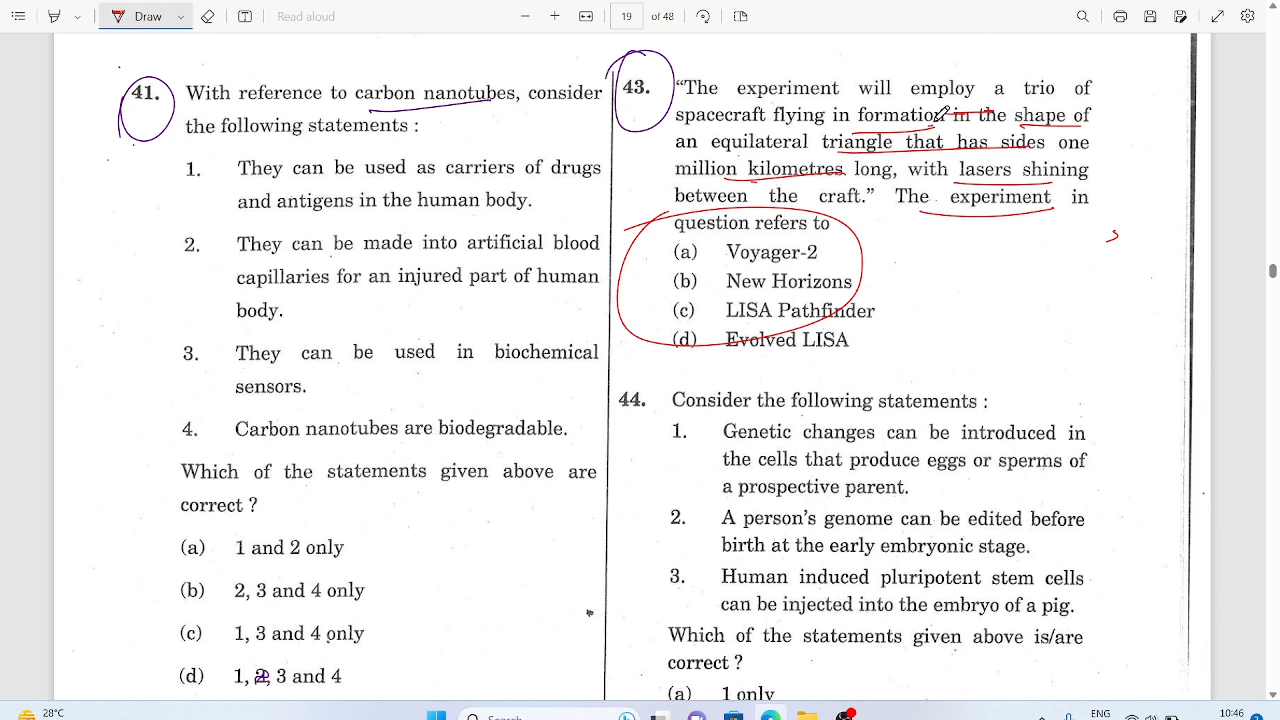 Draw
Read aloud
19
of 48
41.
With reference to carbon nanotubes, consider
the following statements :
1. They can be used as carriers of drugs
and antigens in the human body.
2. They can be made into artificial blood
capillaries for an injured part of human
body.
3. They can be used in biochemical
sensors.
4. Carbon nanotubes are biodegradable.
Which of the statements given above are
correct ?
(a) 1 and 2 only
(b) 2, 3 and 4 only
(c) 1, 3 and 4 only
(d) 1, 2, 3 and 4
43.
“The experiment will employ a trio of
spacecraft flying in formation in the shape of
an equilateral triangle that has sides one
million kilometres long, with lasers shining
between the craft.” The experiment in
question refers to
(a) Voyager-2
(b) New Horizons
(c) LISA Pathfinder
(d) Evolved LISA
44. Consider the following statements :
1. Genetic changes can be introduced in
the cells that produce eggs or sperms of
a prospective parent.
2. A person’s genome can be edited before
birth at the early embryonic stage.
3. Human induced pluripotent stem cells
can be injected into the embryo of a pig.
Which of the statements given above is/are
correct ?
(a) 1 only
28°C
Search
ENG
10:46